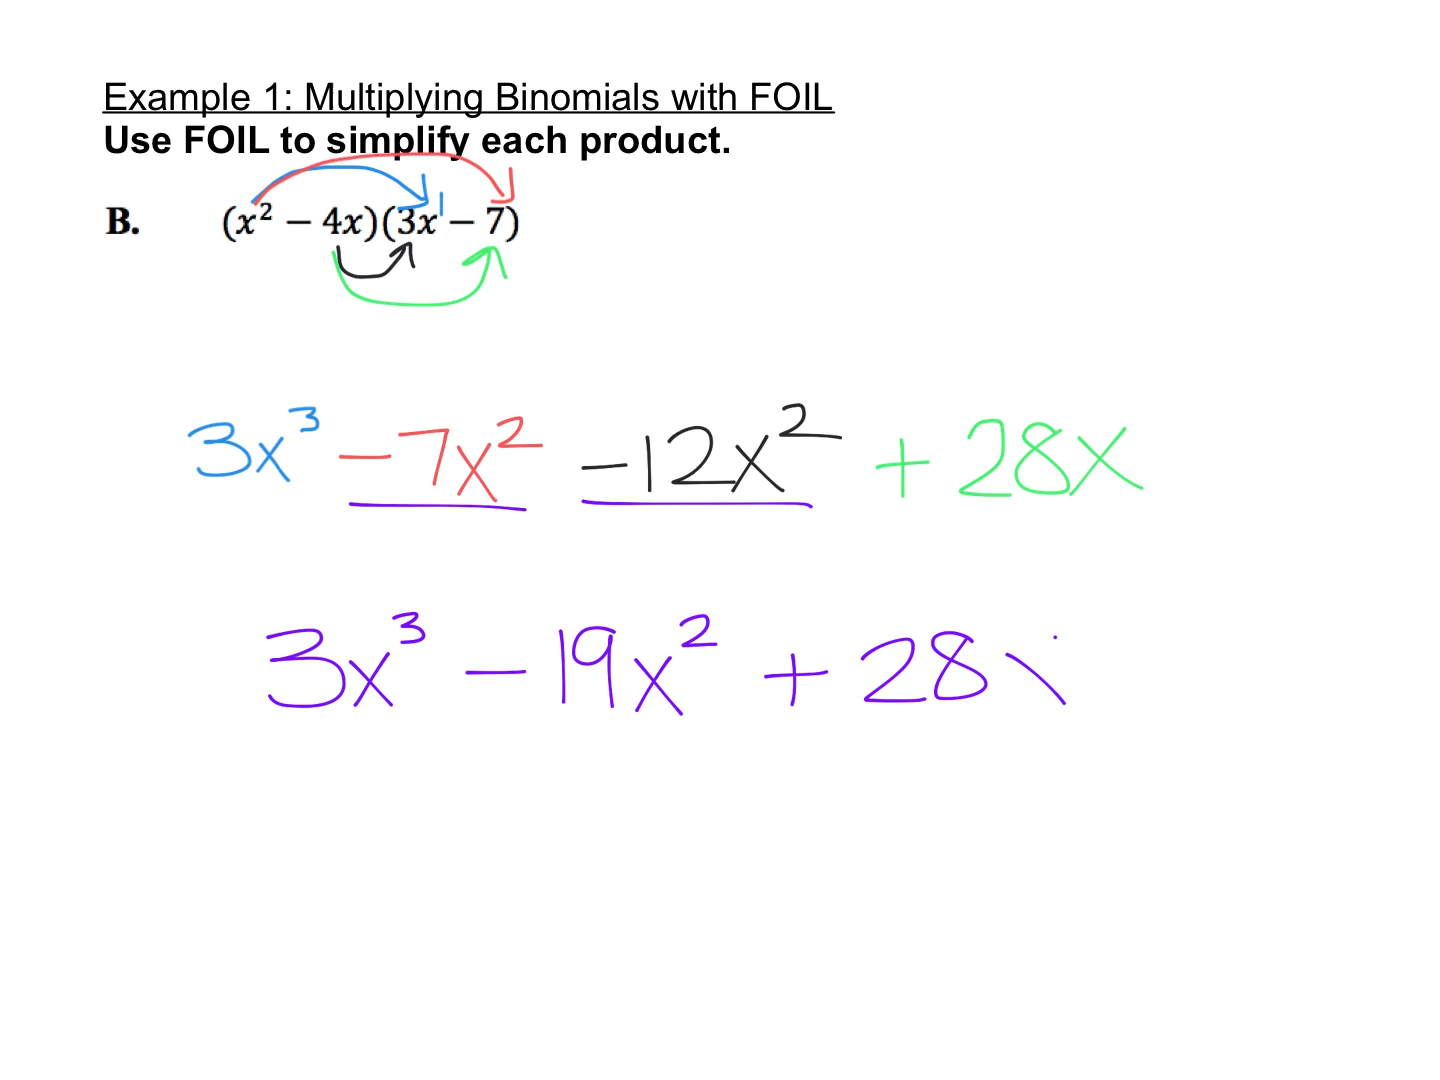 Example 1: Multiplying Binomials with FOIL
Use FOIL to simplify each product.
B. (x² − 4x)(3x¹ − 7)
3x³ −7x² −12x² + 28x
3x³ − 19x² + 28x